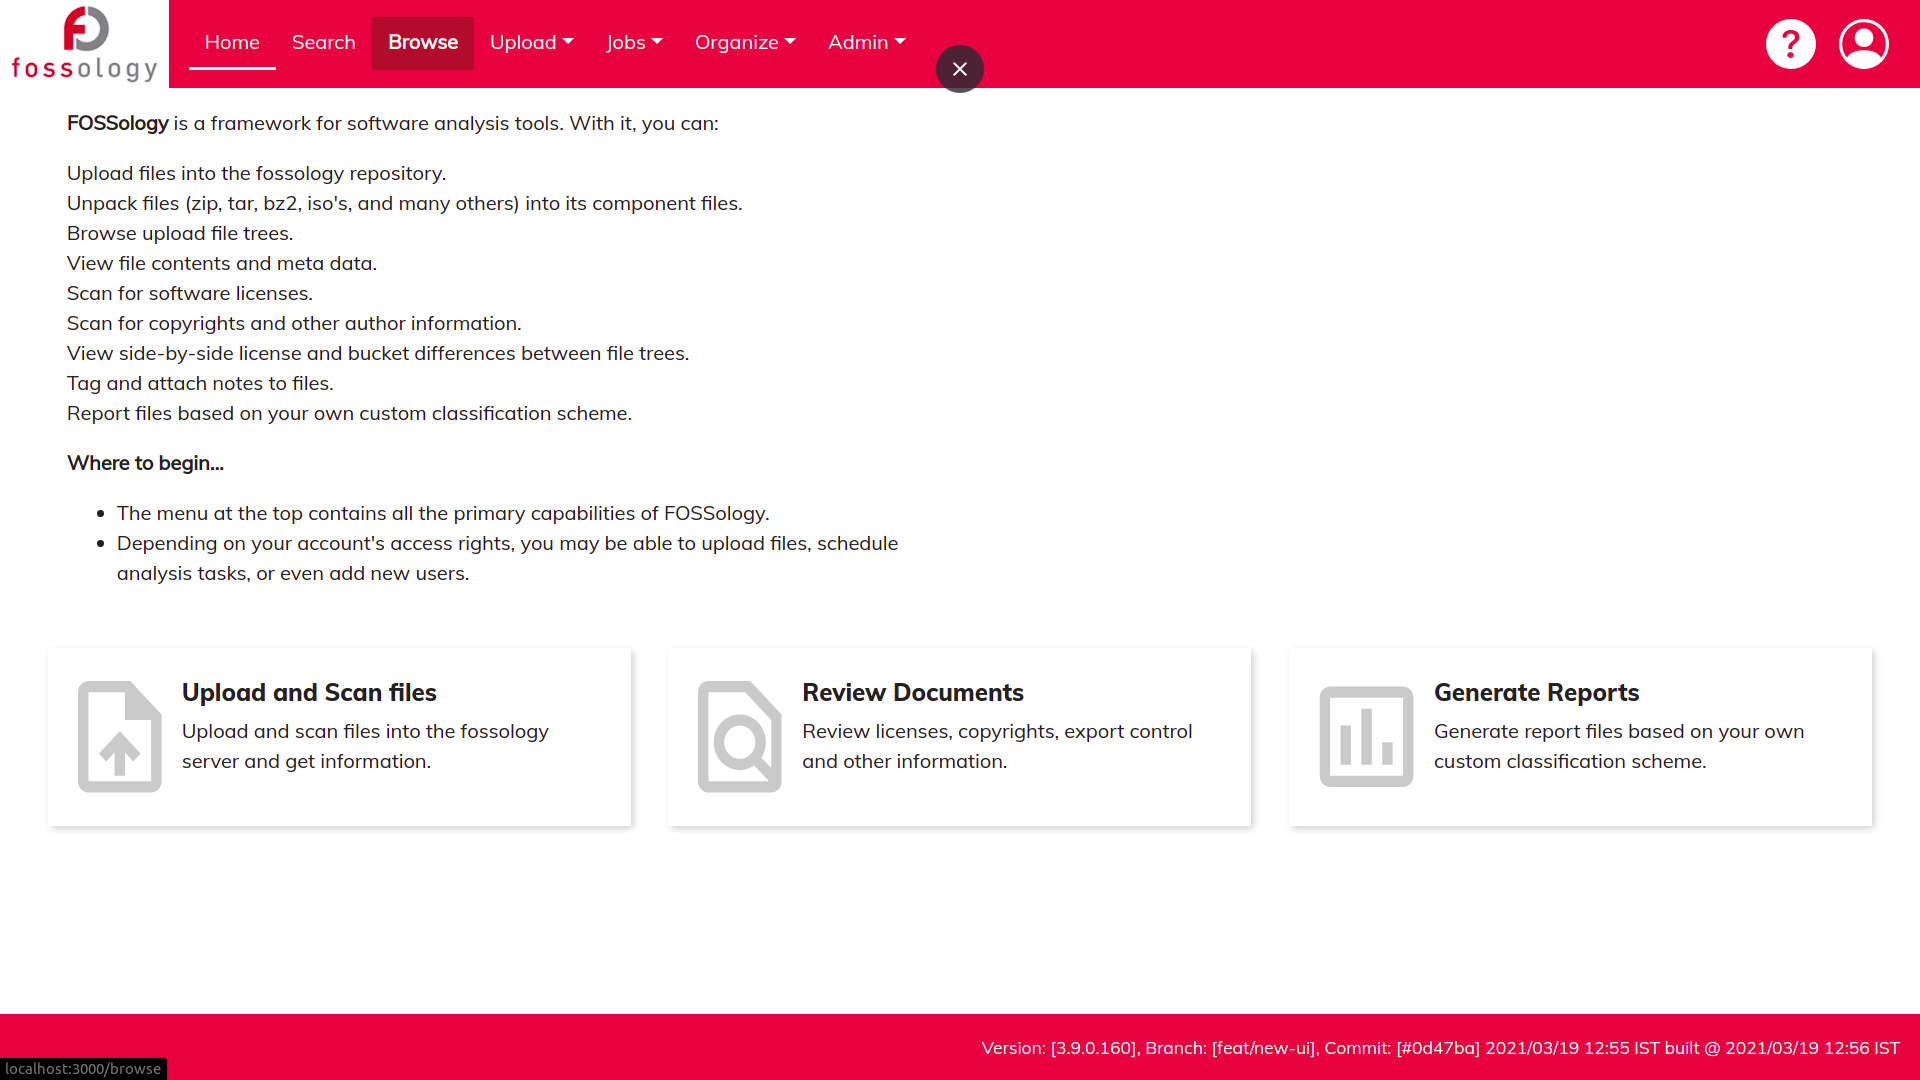 fossology
Home Search Browse Upload Jobs Organize Admin
?
FOSSology is a framework for software analysis tools. With it, you can:
Upload files into the fossology repository.
Unpack files (zip, tar, bz2, iso's, and many others) into its component files.
Browse upload file trees.
View file contents and meta data.
Scan for software licenses.
Scan for copyrights and other author information.
View side-by-side license and bucket differences between file trees.
Tag and attach notes to files.
Report files based on your own custom classification scheme.
Where to begin...
The menu at the top contains all the primary capabilities of FOSSology.
Depending on your account's access rights, you may be able to upload files, schedule
analysis tasks, or even add new users.
Upload and Scan files
Upload and scan files into the fossology
server and get information.
Review Documents
Review licenses, copyrights, export control
and other information.
Generate Reports
Generate report files based on your own
custom classification scheme.
Version: [3.9.0.160], Branch: [feat/new-ui], Commit: [#0d47ba] 2021/03/19 12:55 IST built @ 2021/03/19 12:56 IST
localhost:3000/browse